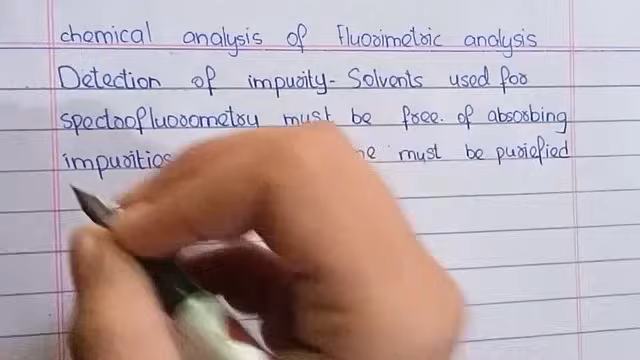 chemical analysis of Fluorimetric analysis
Detection of impurity- Solvents used for
spectrofluorometry must be free. of absorbing
impurities must be puriefied